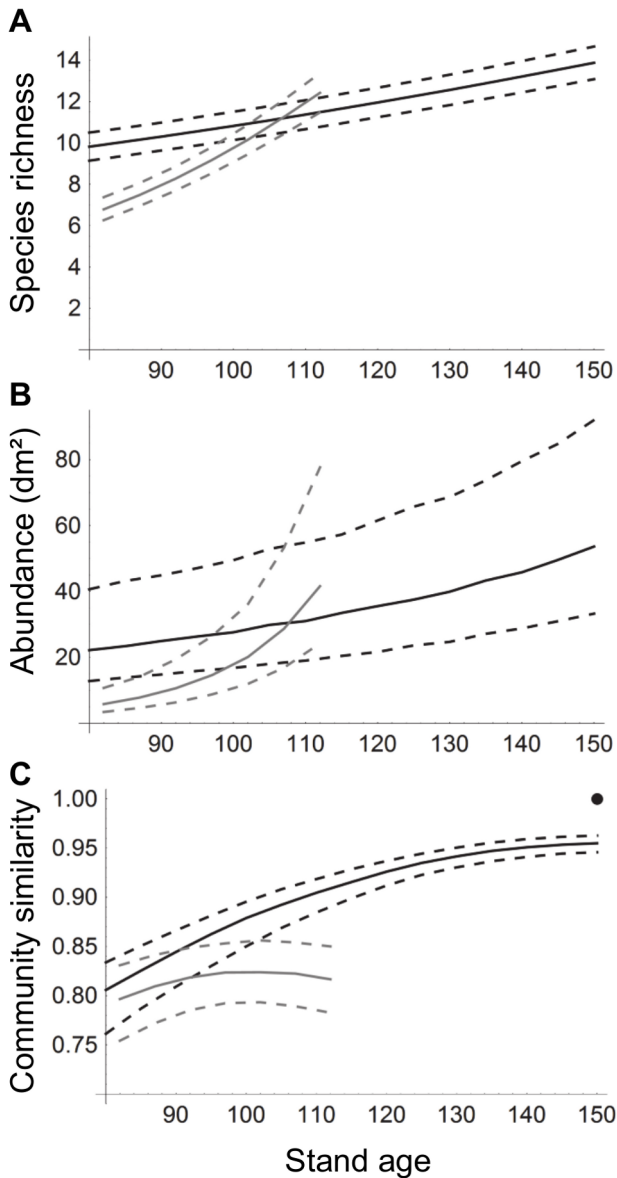 A
Species richness
14
12
10
8
6
4
2
90 100 110 120 130 140 150
B
Abundance (dm²)
80
60
40
20
90 100 110 120 130 140 150
C
Community similarity
1.00
0.95
0.90
0.85
0.80
0.75
90 100 110 120 130 140 150
Stand age